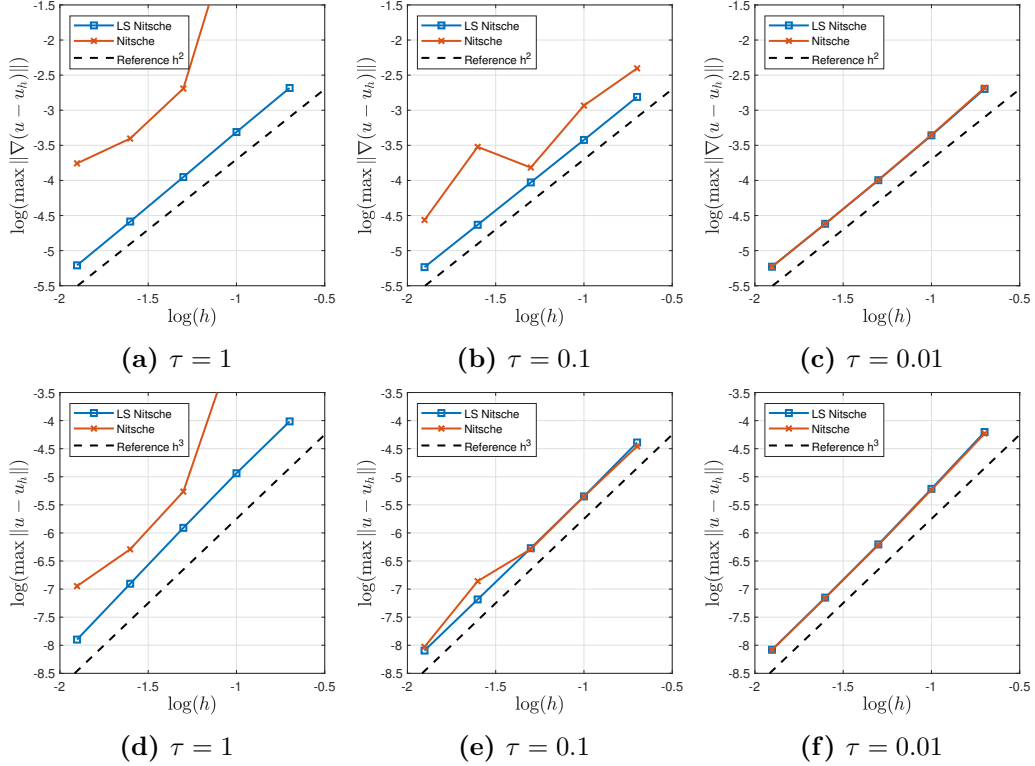 -1.5
-2
-2.5
-3
-3.5
-4
-4.5
-5
-5.5
-2
-1.5
-1
-0.5
log(max ‖∇(u − u_h)‖)
log(h)
LS Nitsche
Nitsche
Reference h²
(a) τ = 1
-1.5
-2
-2.5
-3
-3.5
-4
-4.5
-5
-5.5
-2
-1.5
-1
-0.5
log(max ‖∇(u − u_h)‖)
log(h)
LS Nitsche
Nitsche
Reference h²
(b) τ = 0.1
-1.5
-2
-2.5
-3
-3.5
-4
-4.5
-5
-5.5
-2
-1.5
-1
-0.5
log(max ‖∇(u − u_h)‖)
log(h)
LS Nitsche
Nitsche
Reference h²
(c) τ = 0.01
-3.5
-4
-4.5
-5
-5.5
-6
-6.5
-7
-7.5
-8
-8.5
-2
-1.5
-1
-0.5
log(max ‖u − u_h‖)
log(h)
LS Nitsche
Nitsche
Reference h³
(d) τ = 1
-3.5
-4
-4.5
-5
-5.5
-6
-6.5
-7
-7.5
-8
-8.5
-2
-1.5
-1
-0.5
log(max ‖u − u_h‖)
log(h)
LS Nitsche
Nitsche
Reference h³
(e) τ = 0.1
-3.5
-4
-4.5
-5
-5.5
-6
-6.5
-7
-7.5
-8
-8.5
-2
-1.5
-1
-0.5
log(max ‖u − u_h‖)
log(h)
LS Nitsche
Nitsche
Reference h³
(f) τ = 0.01